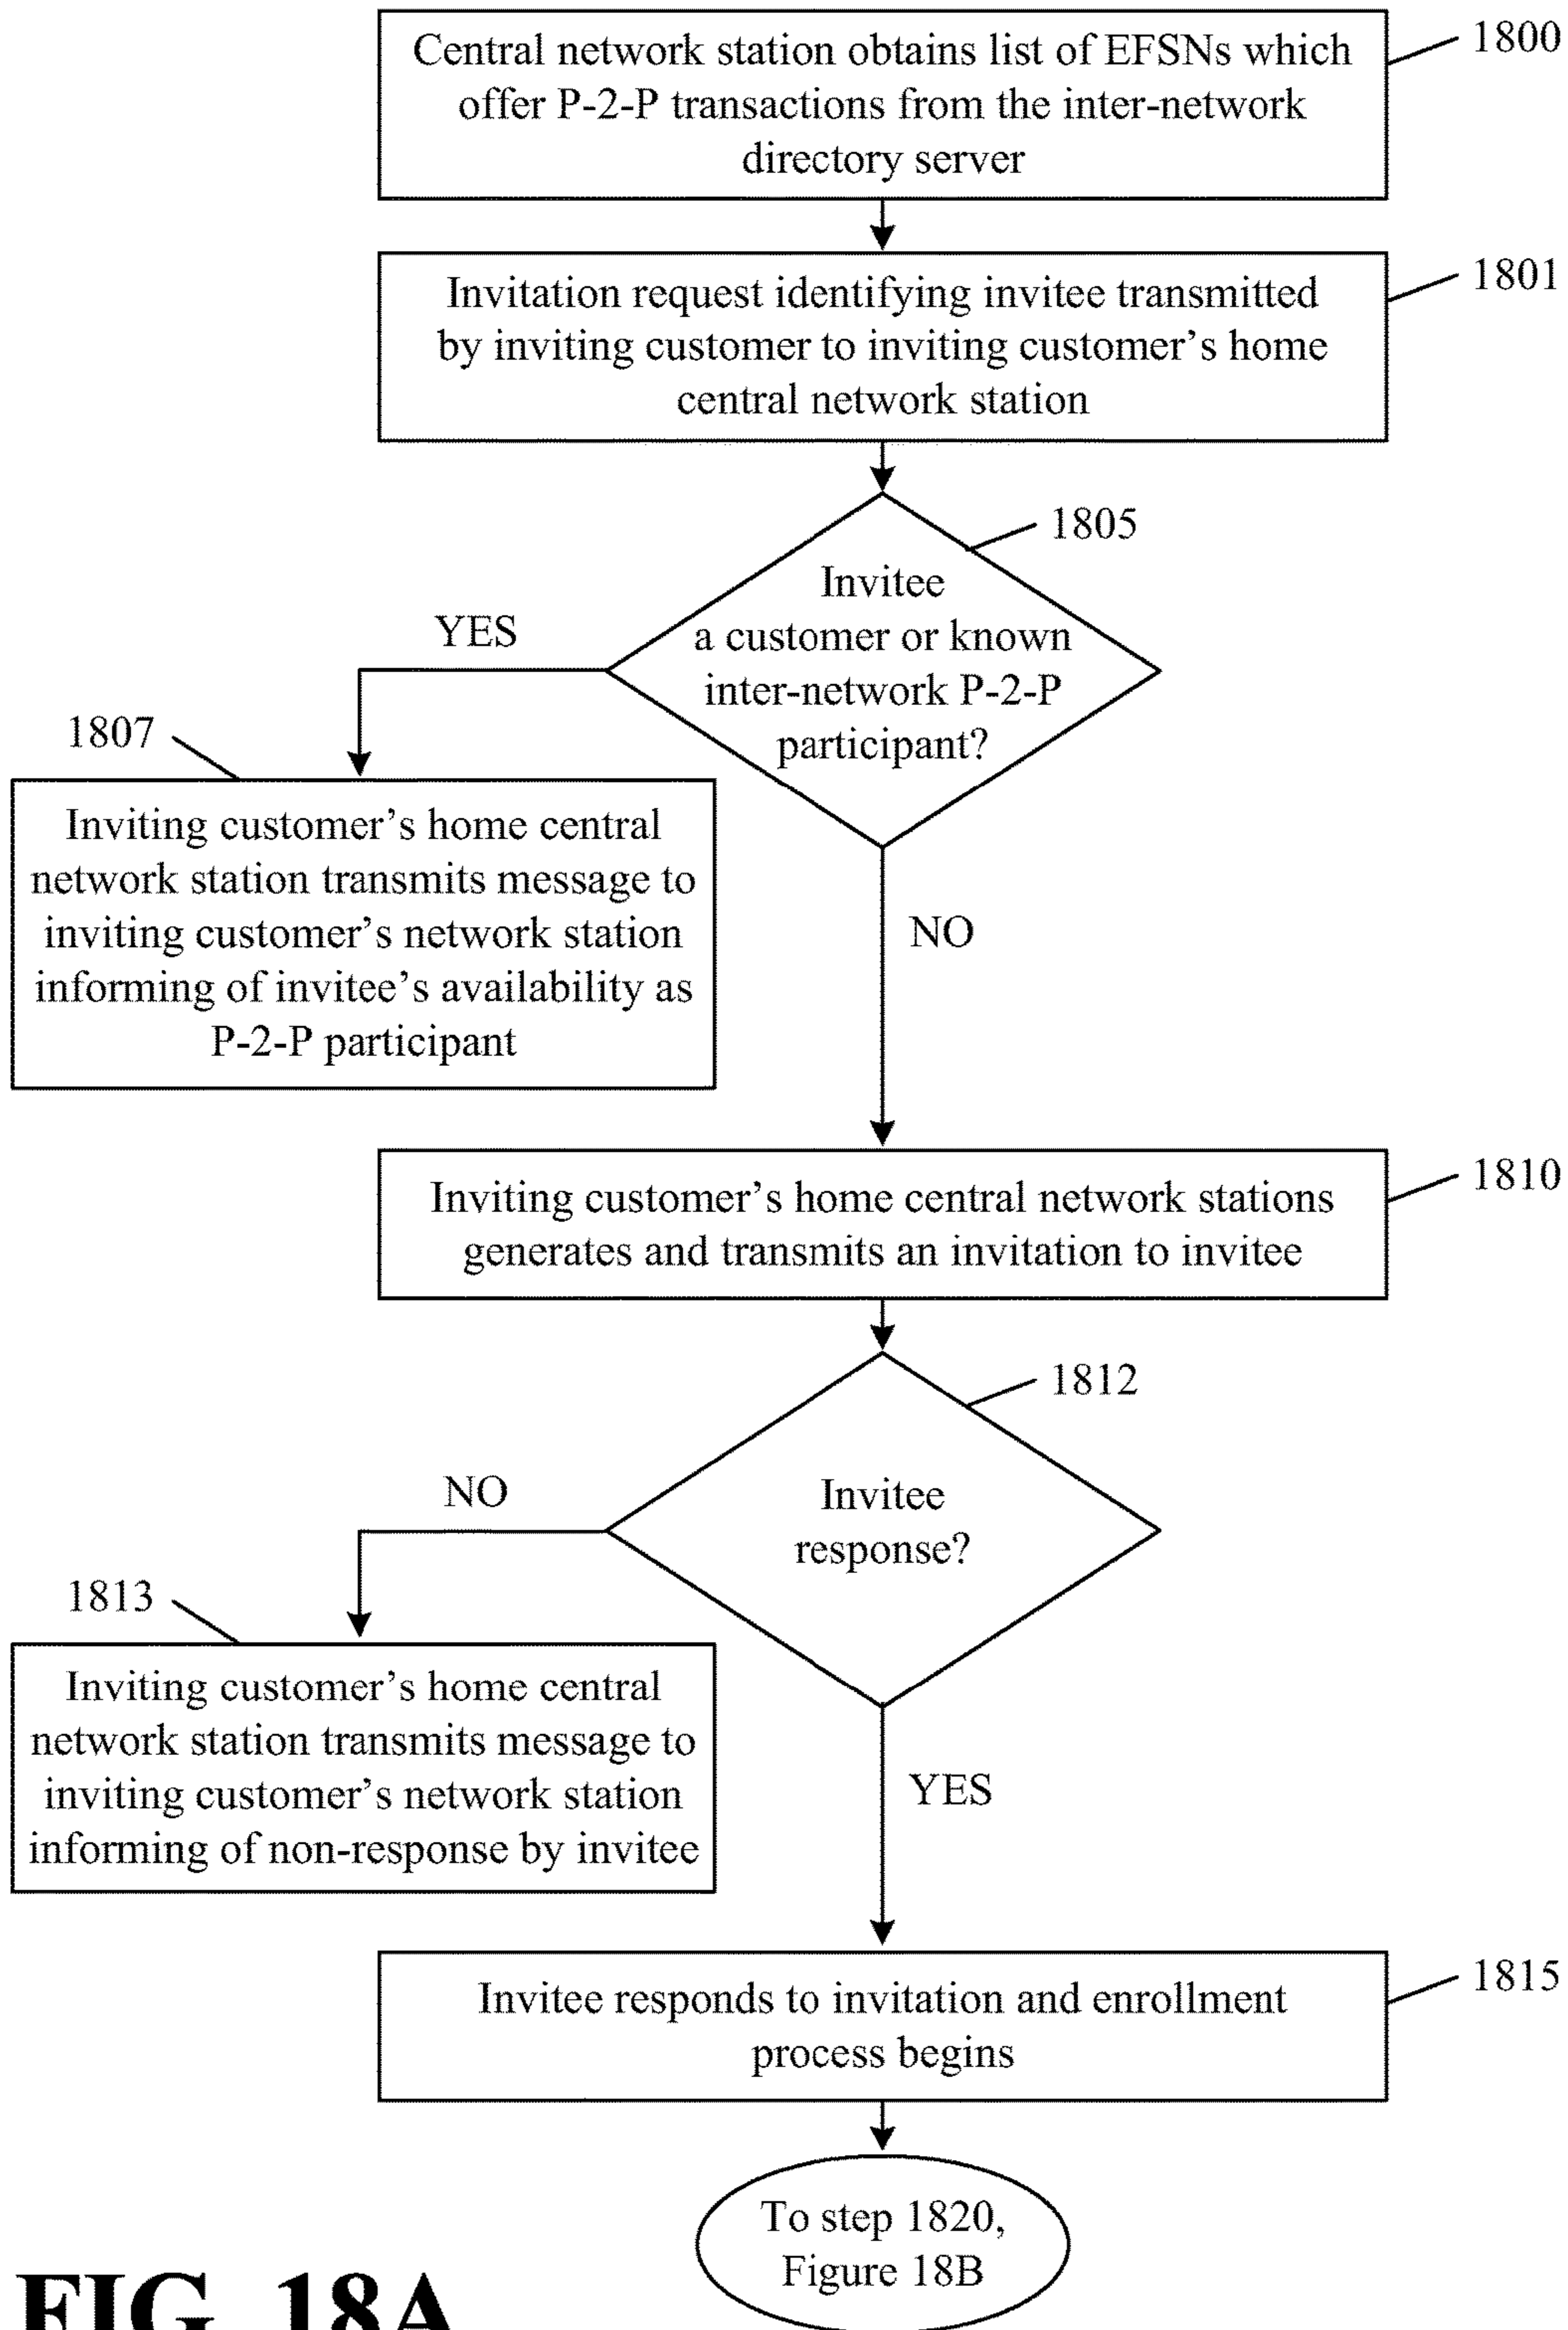 Central network station obtains list of EFSNs which
offer P-2-P transactions from the inter-network
directory server
1800
Invitation request identifying invitee transmitted
by inviting customer to inviting customer's home
central network station
1801
1805
Invitee
a customer or known
inter-network P-2-P
participant?
YES
1807
Inviting customer's home central
network station transmits message to
inviting customer's network station
informing of invitee's availability as
P-2-P participant
NO
Inviting customer's home central network stations
generates and transmits an invitation to invitee
1810
1812
Invitee
response?
NO
1813
Inviting customer's home central
network station transmits message to
inviting customer's network station
informing of non-response by invitee
YES
Invitee responds to invitation and enrollment
process begins
1815
To step 1820,
Figure 18B
FIG. 18A